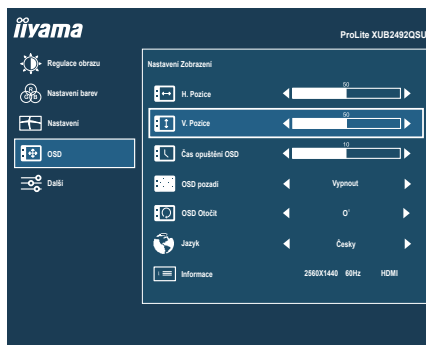 iiyama
ProLite XUB2492QSU
Regulace obrazu
Nastavení barev
R
G B
Nastavení
OSD
Další
Nastavení Zobrazení
H. Pozice
50
V. Pozice
50
Čas opuštění OSD
10
OSD pozadí
Vypnout
OSD Otočit
0°
Jazyk
Česky
Informace
2560X1440 60Hz HDMI